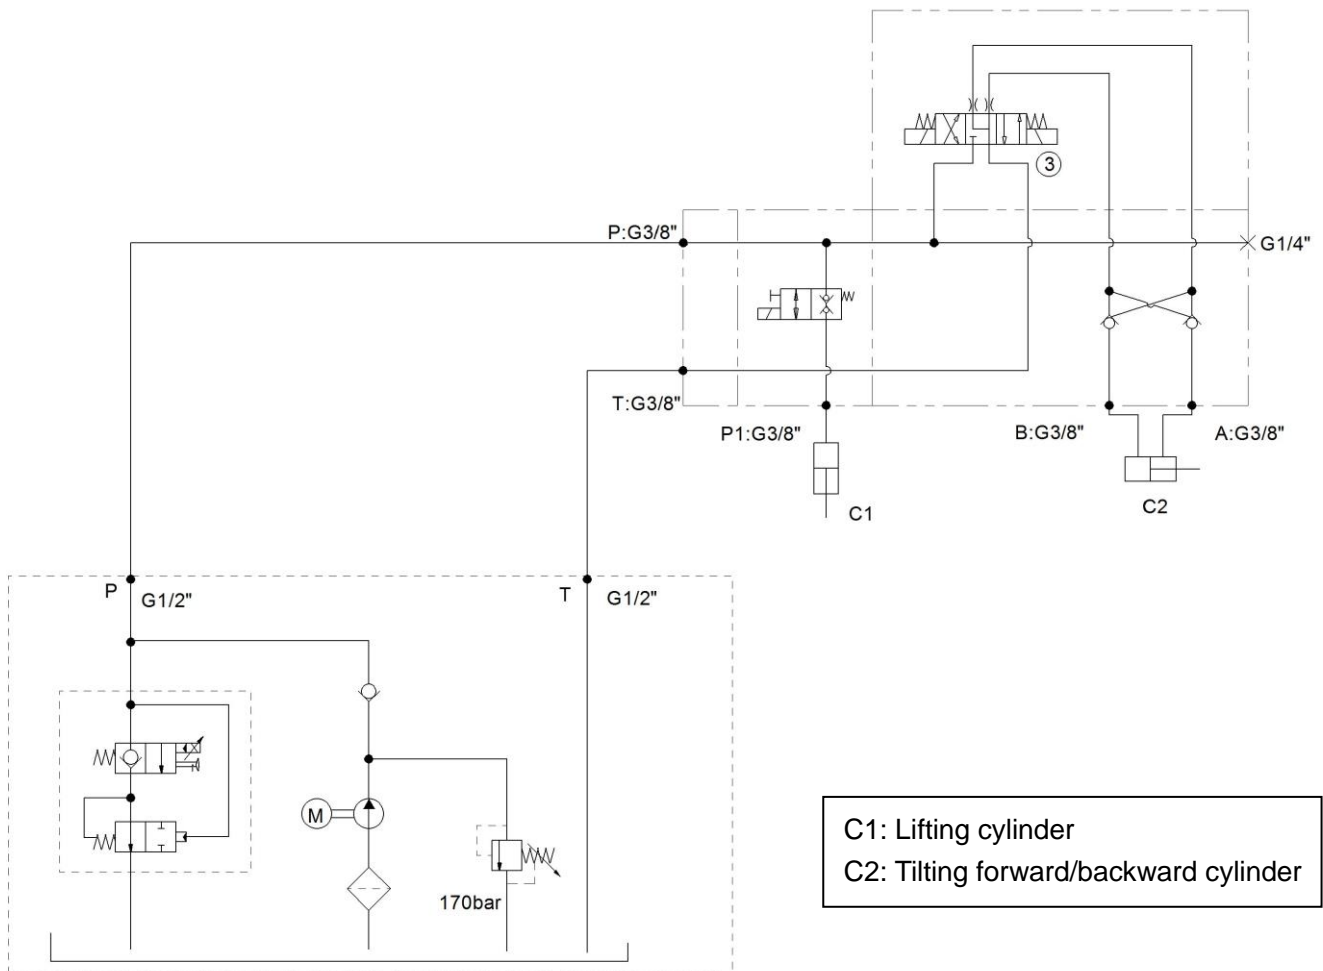 3
P:G3/8"
G1/4"
T:G3/8"
P1:G3/8"
B:G3/8"
A:G3/8"
C1
C2
P
G1/2"
T
G1/2"
M
170bar
C1: Lifting cylinder
C2: Tilting forward/backward cylinder